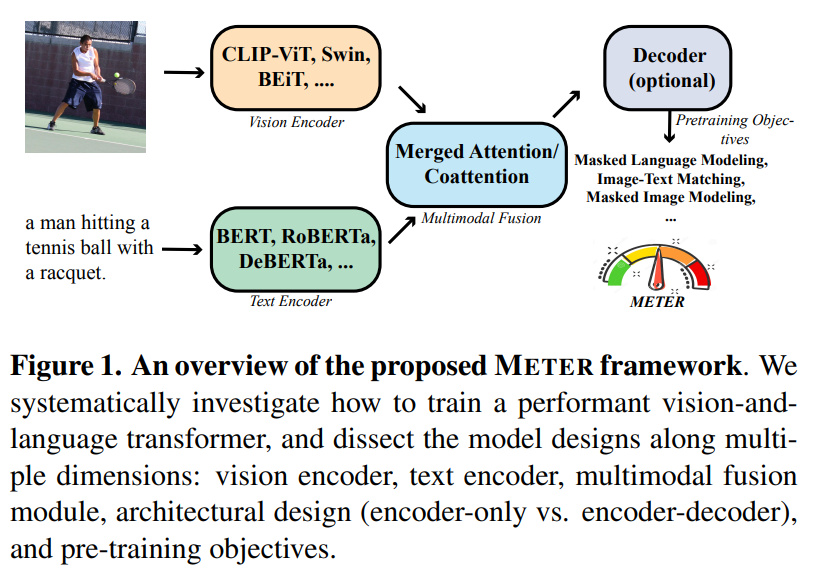 CLIP-ViT, Swin,
BEiT, ....
Vision Encoder
Decoder
(optional)
Pretraining Objec-
tives
Merged Attention/
Coattention
Multimodal Fusion
Masked Language Modeling,
Image-Text Matching,
Masked Image Modeling,
...
a man hitting a
tennis ball with
a racquet.
BERT, RoBERTa,
DeBERTa, ...
Text Encoder
METER
Figure 1. An overview of the proposed METER framework. We
systematically investigate how to train a performant vision-and-
language transformer, and dissect the model designs along multi-
ple dimensions: vision encoder, text encoder, multimodal fusion
module, architectural design (encoder-only vs. encoder-decoder),
and pre-training objectives.